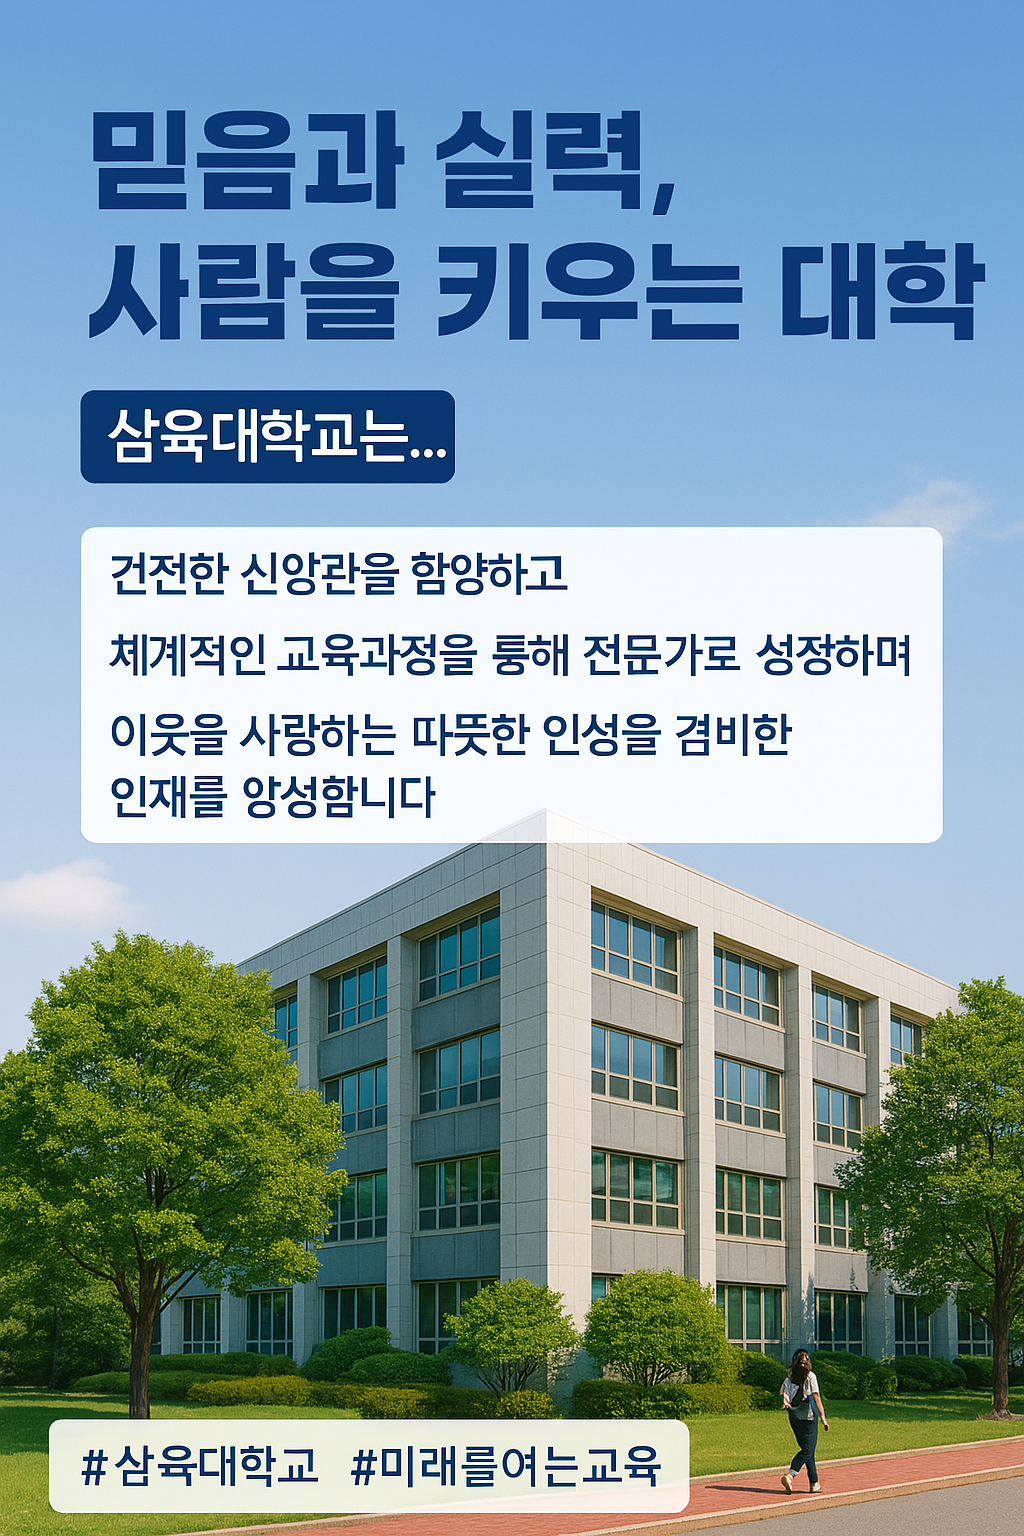 믿음과 실력,
사람을 키우는 대학
삼육대학교는...
건전한 신앙관을 함양하고
체계적인 교육과정을 통해 전문가로 성장하며
이웃을 사랑하는 따뜻한 인성을 겸비한
인재를 양성합니다
#삼육대학교 #미래를여는교육